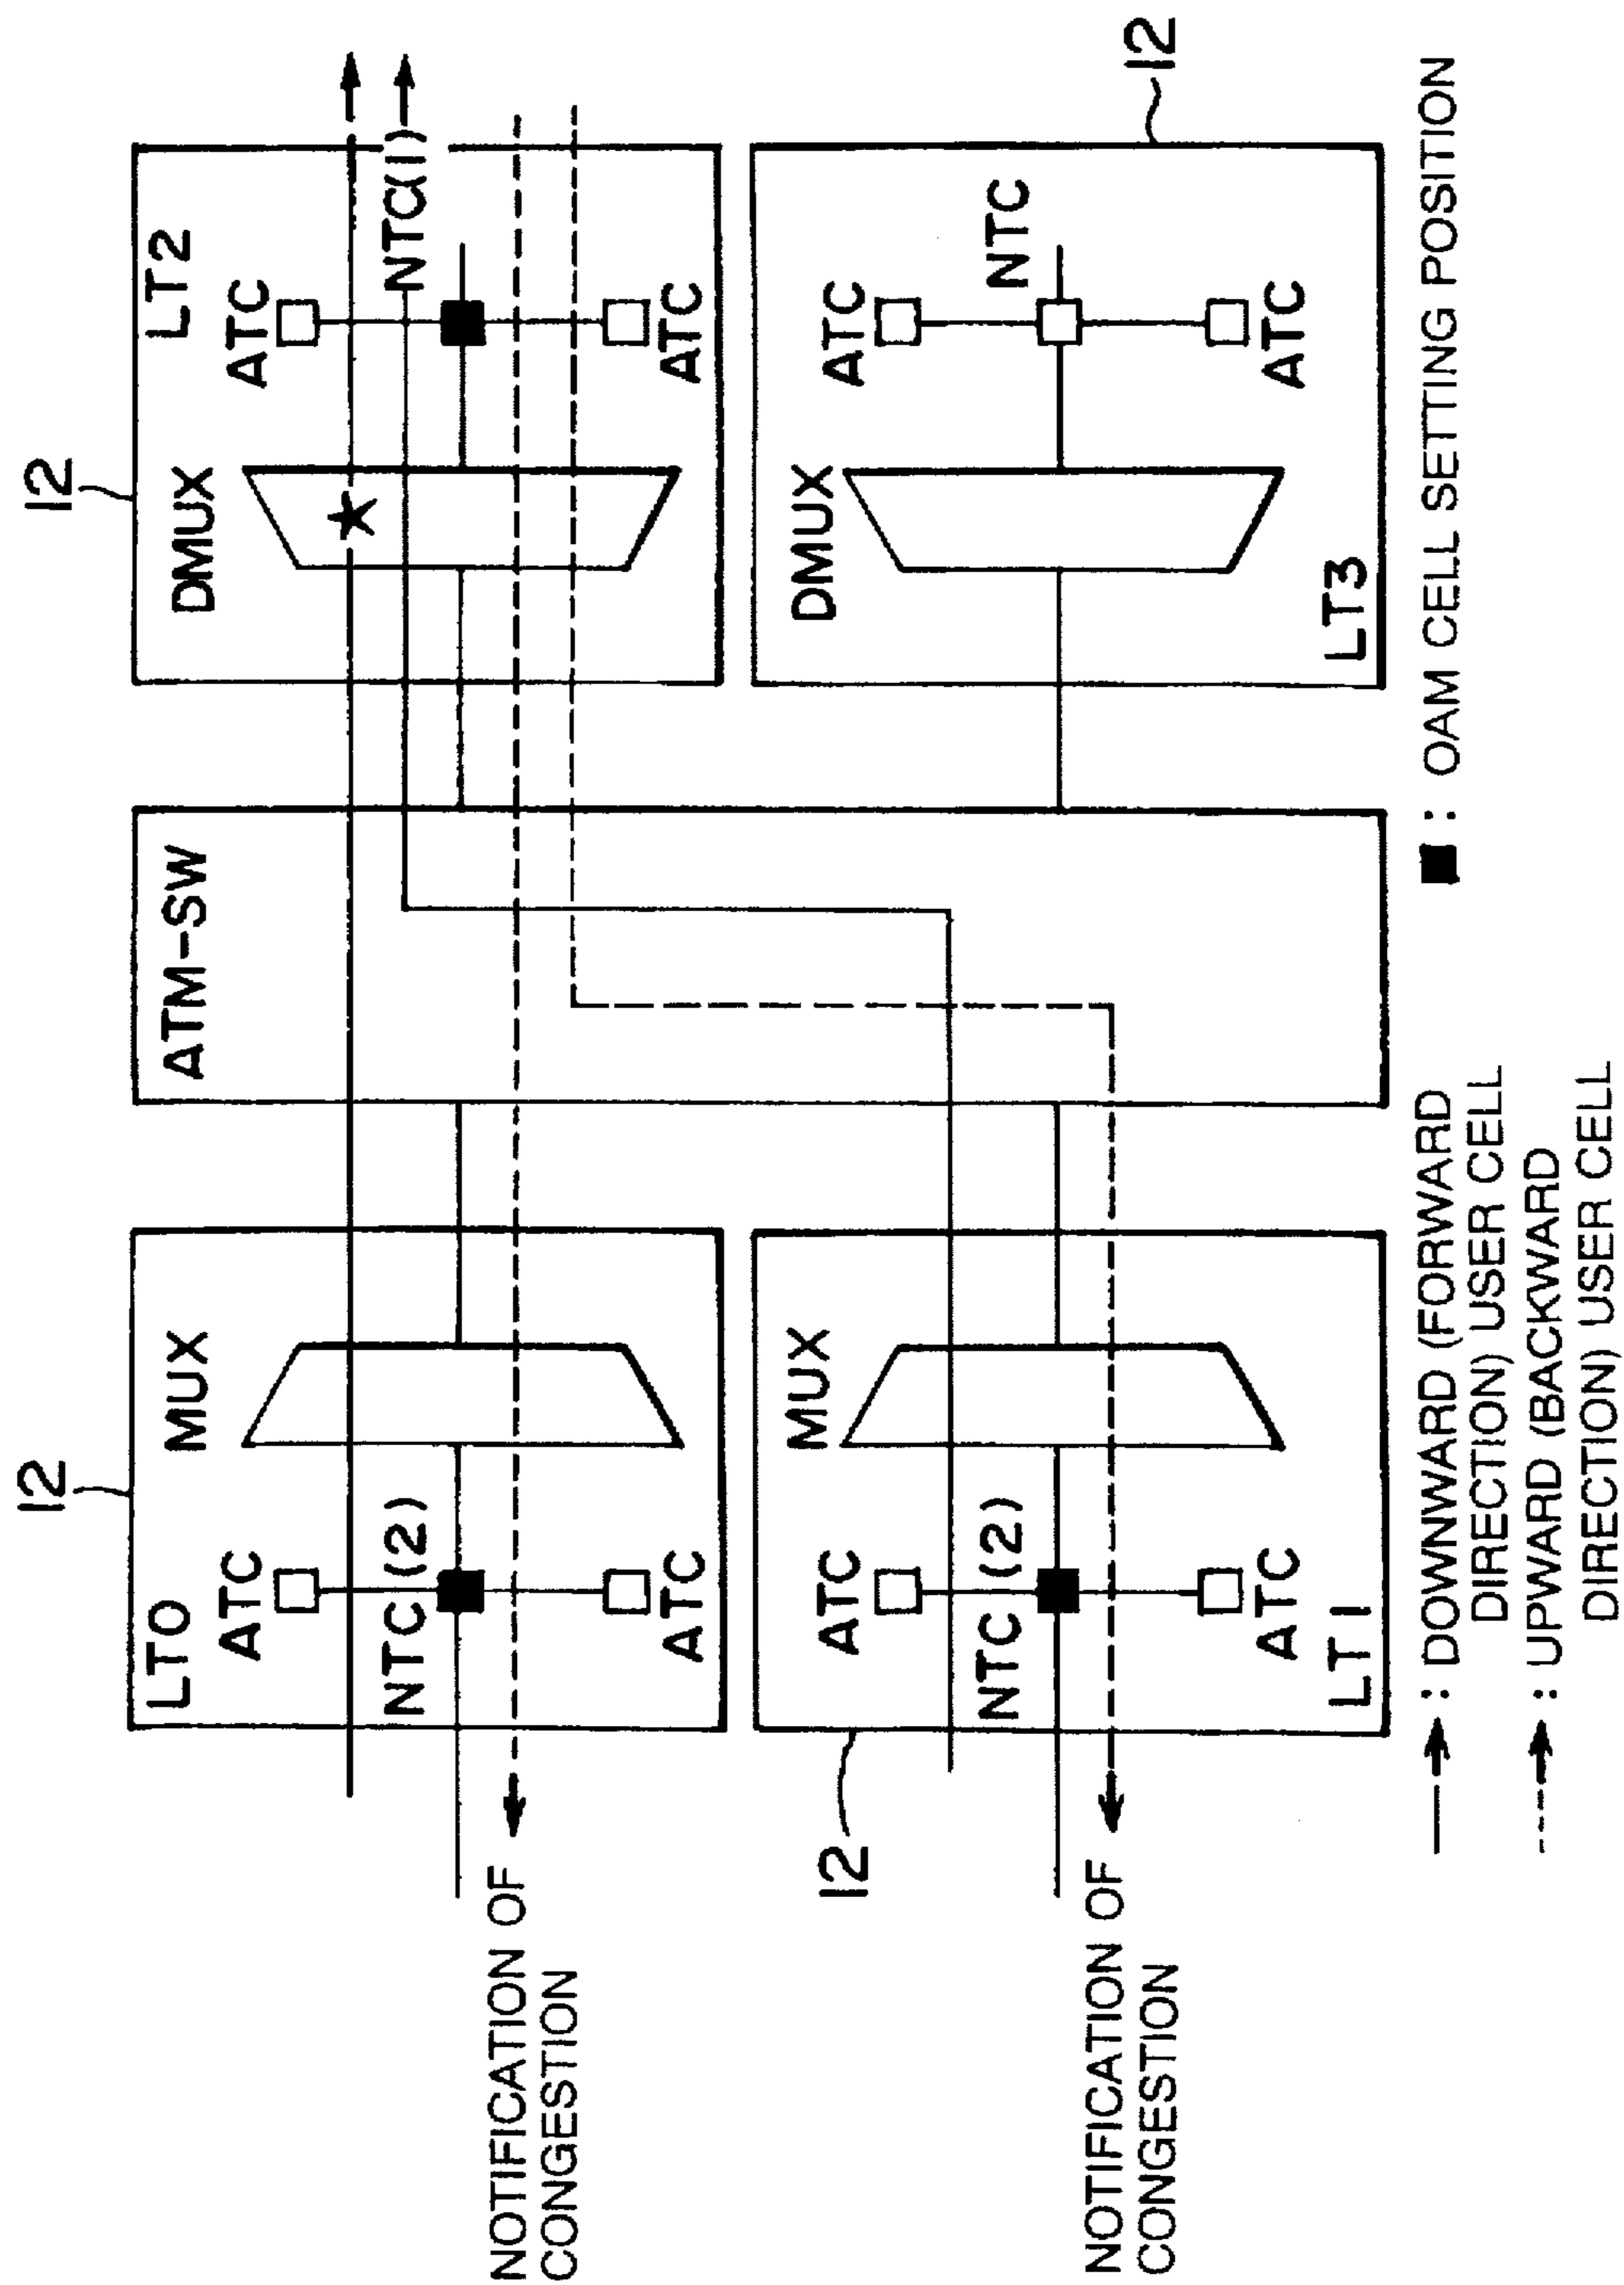 12
12
LT0
MUX
ATC
NTC(2)
ATC
ATM-SW
DMUX
LT2
ATC
NTC(1)
ATC
NOTIFICATION OF
CONGESTION
12
MUX
ATC
NTC(2)
ATC
LT1
DMUX
ATC
NTC
ATC
LT3
12
NOTIFICATION OF
CONGESTION
: DOWNWARD (FORWARD
DIRECTION) USER CELL
: UPWARD (BACKWARD
DIRECTION) USER CELL
: OAM CELL SETTING POSITION